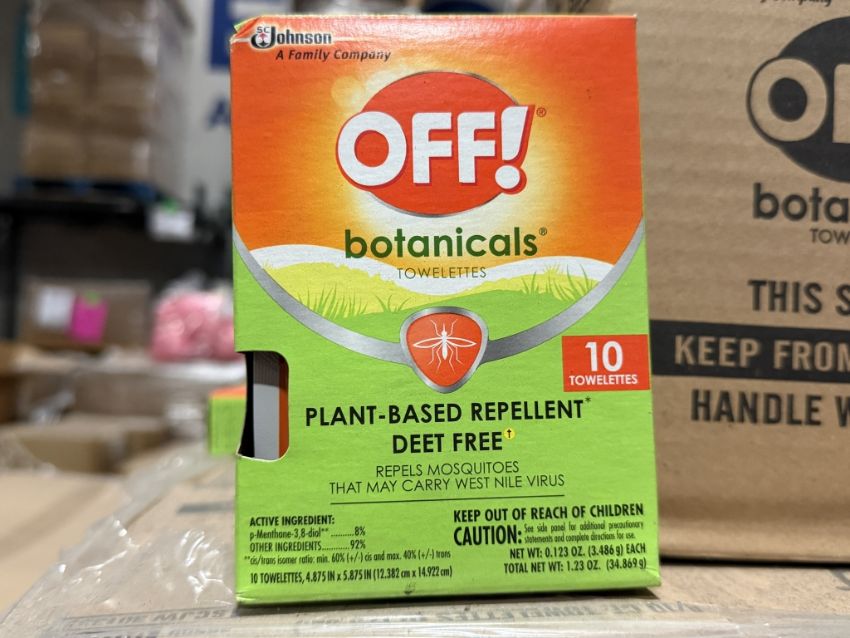 SC Johnson
A Family Company
OFF!®
botanicals®
TOWELETTES
10
TOWELETTES
PLANT-BASED REPELLENT*
DEET FREE†
REPELS MOSQUITOES
THAT MAY CARRY WEST NILE VIRUS
ACTIVE INGREDIENT:
p-Menthane-3,8-diol**..........8%
OTHER INGREDIENTS............92%
**cis/trans isomer ratio: min. 60% (+/-) cis and max. 40% (+/-) trans
10 TOWELETTES, 4.875 IN x 5.875 IN (12.382 cm x 14.922 cm)
KEEP OUT OF REACH OF CHILDREN
CAUTION: See side panel for additional precautionary
statements and complete directions for use.
NET WT: 0.123 OZ. (3.486 g) EACH
TOTAL NET WT: 1.23 OZ. (34.869 g)
bota
TOW
THIS S
KEEP FROM
HANDLE W